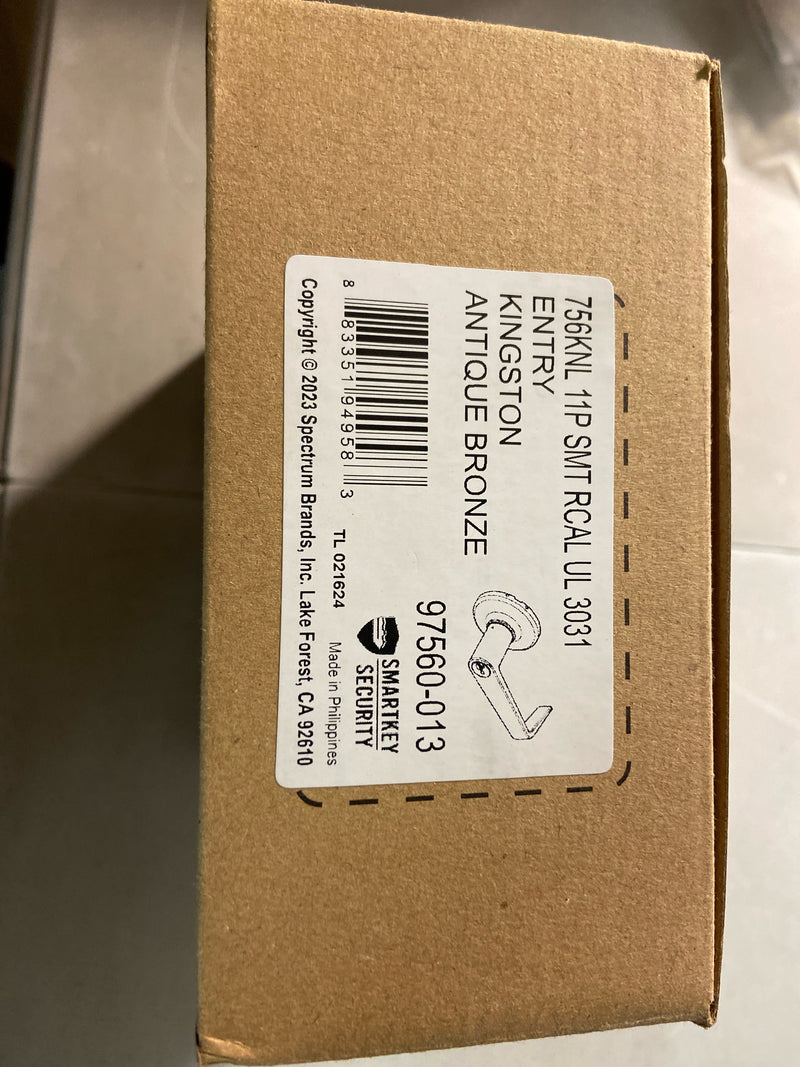 756KNL 11P SMT RCAL UL 3031
ENTRY
KINGSTON
ANTIQUE BRONZE
97560-013
8 83351 94958 3
SMARTKEY
SECURITY
TL 021624
Made in Philippines
Copyright © 2023 Spectrum Brands, Inc. Lake Forest, CA 92610